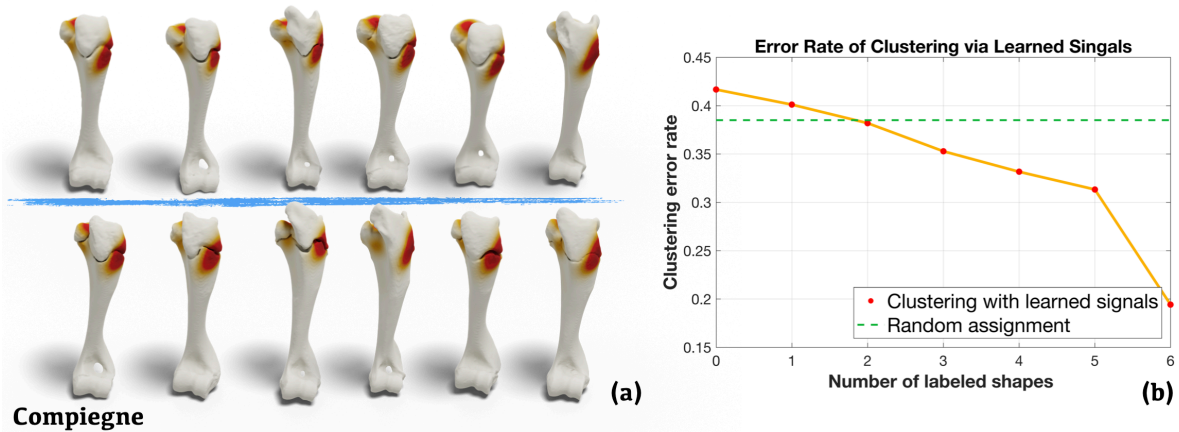 Compiegne
(a)
Error Rate of Clustering via Learned Singals
0.45
0.4
0.35
0.3
0.25
0.2
0.15
Clustering error rate
Clustering with learned signals
Random assignment
0 1 2 3 4 5 6
Number of labeled shapes
(b)